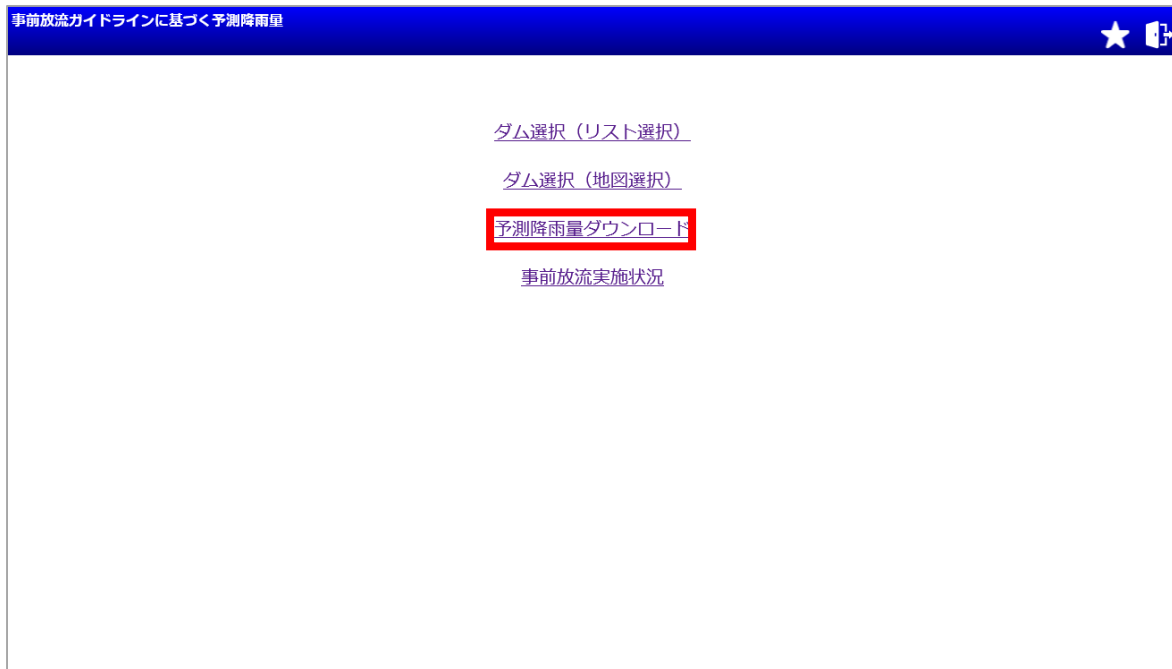 事前放流ガイドラインに基づく予測降雨量
ダム選択（リスト選択）
ダム選択（地図選択）
予測降雨量ダウンロード
事前放流実施状況